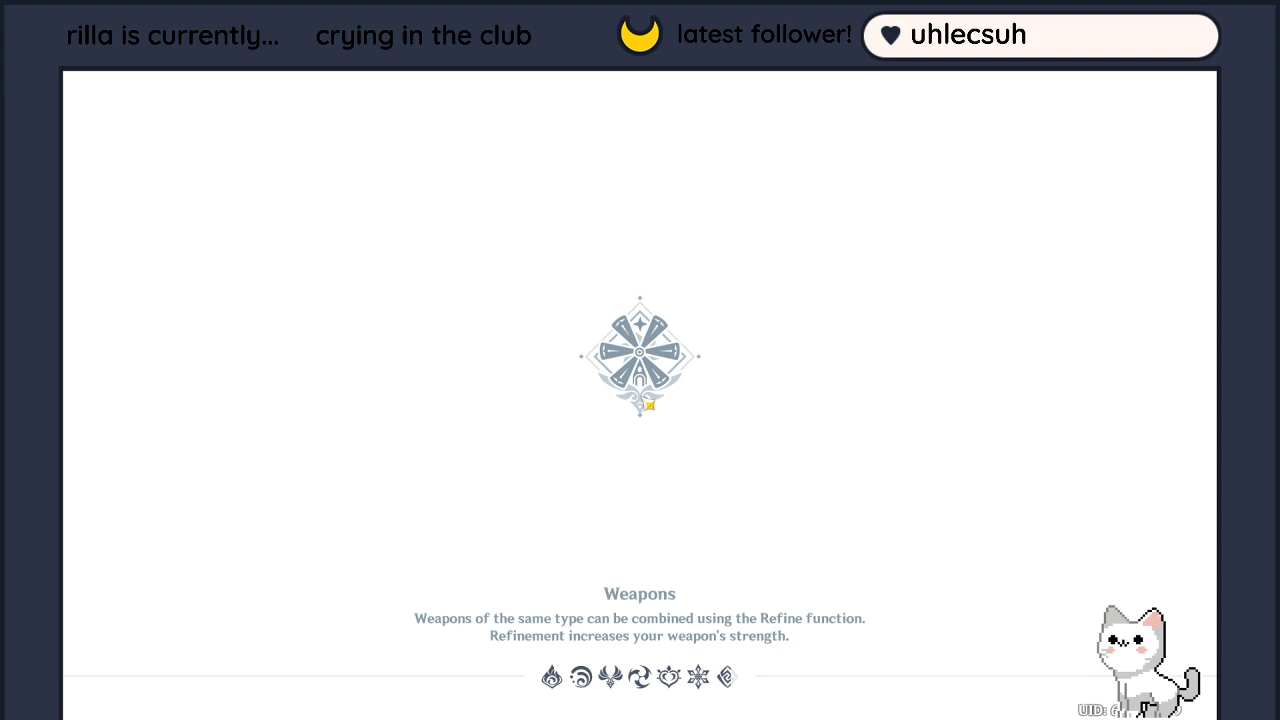 rilla is currently... crying in the club latest follower! uhlecsuh
Weapons
Weapons of the same type can be combined using the Refine function.
Refinement increases your weapon's strength.
UID: